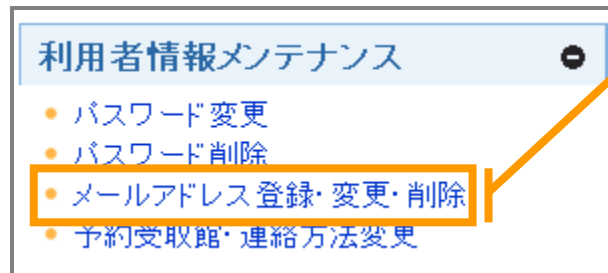 利用者情報メンテナンス
パスワード変更
パスワード削除
メールアドレス登録・変更・削除
予約受取館・連絡方法変更